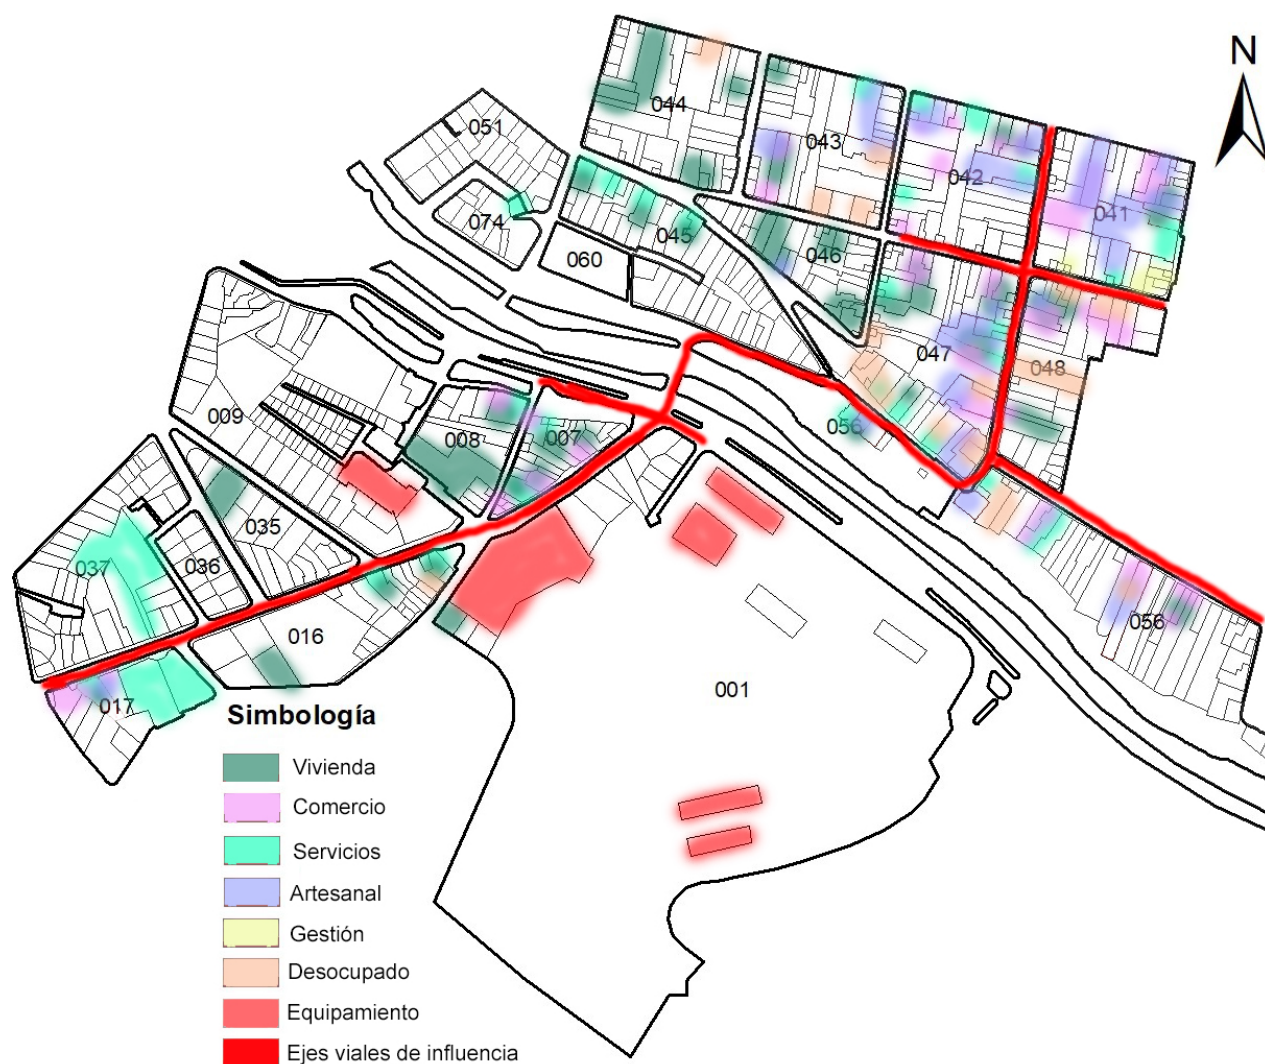 N
044
051
043
042
041
074
045
046
060
047
048
009
008
007
056
035
037
036
016
056
001
017
Simbología
Vivienda
Comercio
Servicios
Artesanal
Gestión
Desocupado
Equipamiento
Ejes viales de influencia